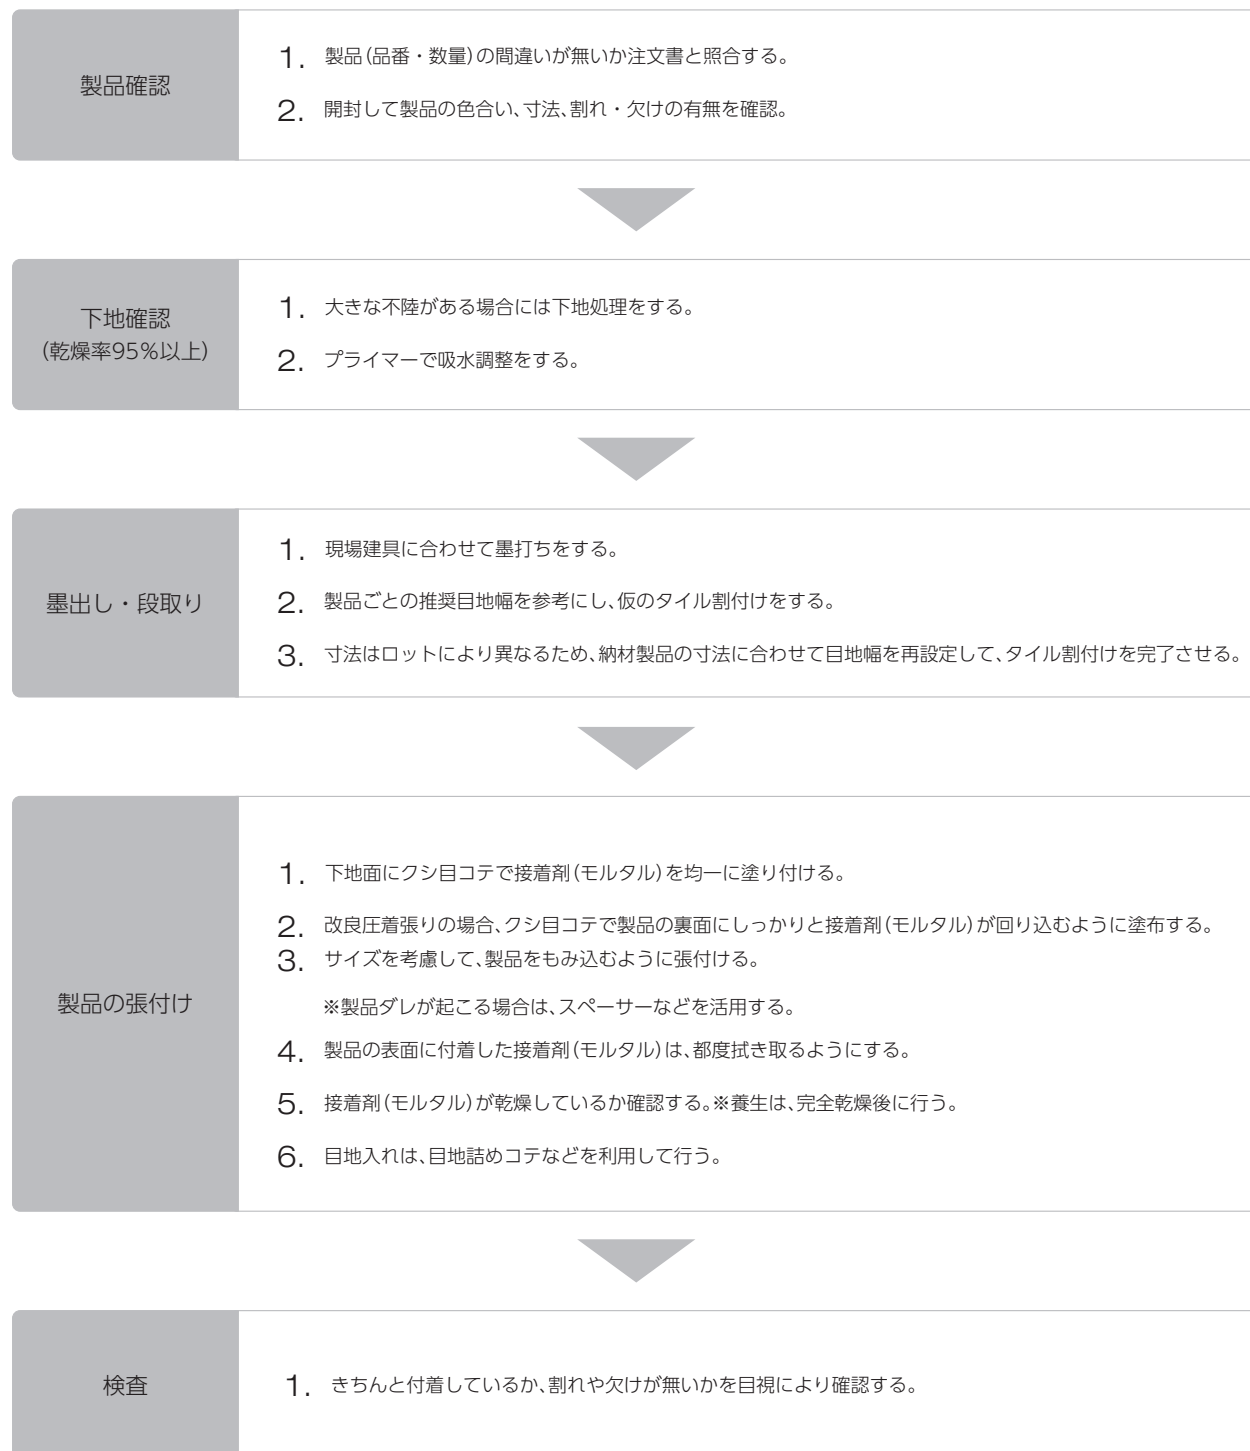 製品確認
1. 製品(品番・数量)の間違いが無いか注文書と照合する。
2. 開封して製品の色合い、寸法、割れ・欠けの有無を確認。
下地確認
(乾燥率95%以上)
1. 大きな不陸がある場合には下地処理をする。
2. プライマーで吸水調整をする。
墨出し・段取り
1. 現場建具に合わせて墨打ちをする。
2. 製品ごとの推奨目地幅を参考にし、仮のタイル割付けをする。
3. 寸法はロットにより異なるため、納材製品の寸法に合わせて目地幅を再設定して、タイル割付けを完了させる。
製品の張付け
1. 下地面にクシ目コテで接着剤(モルタル)を均一に塗り付ける。
2. 改良圧着張りの場合、クシ目コテで製品の裏面にしっかりと接着剤(モルタル)が回り込むように塗布する。
3. サイズを考慮して、製品をもみ込むように張付ける。
※製品ダレが起こる場合は、スペーサーなどを活用する。
4. 製品の表面に付着した接着剤(モルタル)は、都度拭き取るようにする。
5. 接着剤(モルタル)が乾燥しているか確認する。※養生は、完全乾燥後に行う。
6. 目地入れは、目地詰めコテなどを利用して行う。
検査
1. きちんと付着しているか、割れや欠けが無いかを目視により確認する。